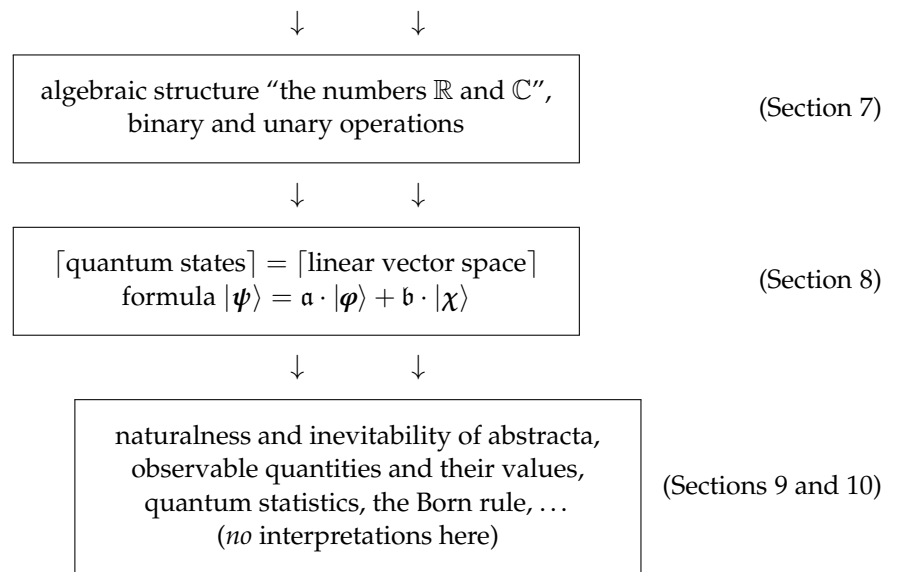 ↓ ↓
algebraic structure “the numbers ℝ and ℂ”,
binary and unary operations
(Section 7)
↓ ↓
⌈quantum states⌉ = ⌈linear vector space⌉
formula |𝝍⟩ = 𝔞 · |𝝋⟩ + 𝔟 · |𝝌⟩
(Section 8)
↓ ↓
naturalness and inevitability of abstracta,
observable quantities and their values,
quantum statistics, the Born rule, …
(no interpretations here)
(Sections 9 and 10)